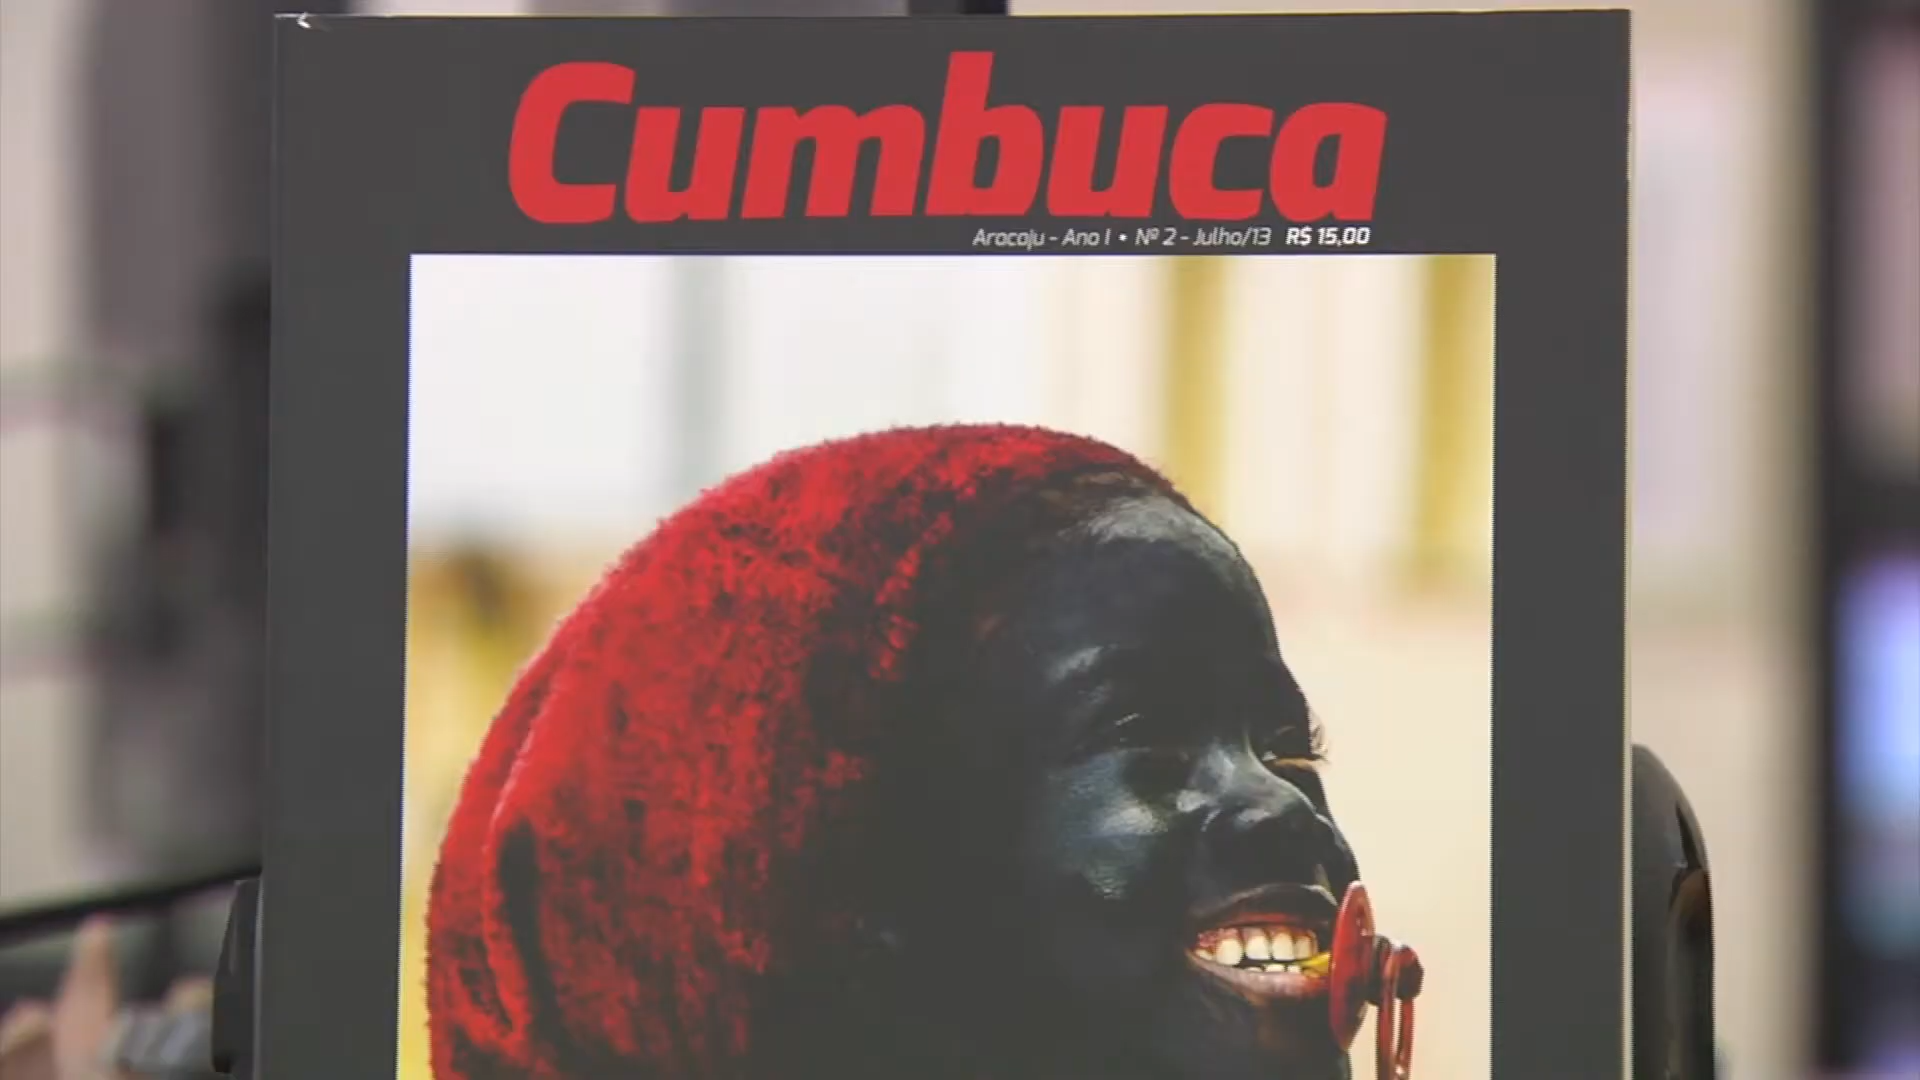 Cumbuca
Aracaju - Ano I • Nº 2 - Julho/13 R$ 15,00